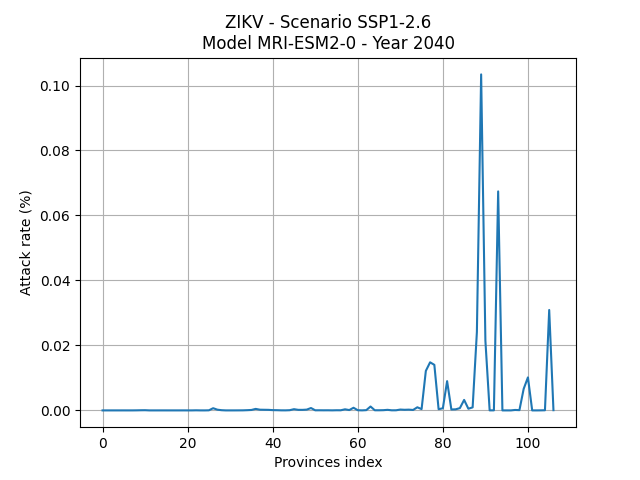 ZIKV - Scenario SSP1-2.6
Model MRI-ESM2-0 - Year 2040
Attack rate (%)
0.10
0.08
0.06
0.04
0.02
0.00
0 20 40 60 80 100
Provinces index